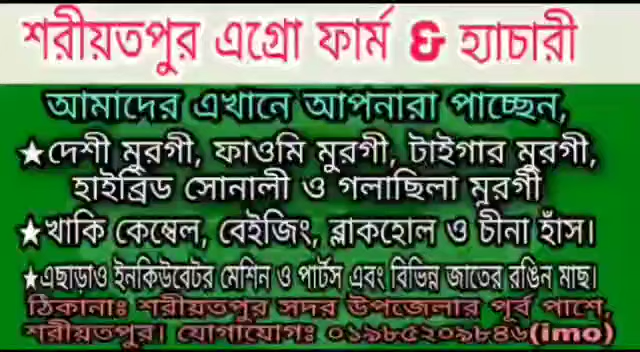 শরীয়তপুর এগ্রো ফার্ম & হ্যাচারী
আমাদের এখানে আপনারা পাচ্ছেন,
★দেশী মুরগী, ফাওমি মুরগী, টাইগার মুরগী,
হাইব্রিড সোনালী ও গলাছিলা মুরগী
★খাকি কেম্বেল, বেইজিং, ব্লাকহোল ও চীনা হাঁস।
★এছাড়াও ইনকিউবেটর মেশিন ও পার্টস এবং বিভিন্ন জাতের রঙিন মাছ।
ঠিকানাঃ শরীয়তপুর সদর উপজেলার পূর্ব পাশে,
শরীয়তপুর। যোগাযোগঃ ০১৯৮৫২০৯৮৪৬(imo)